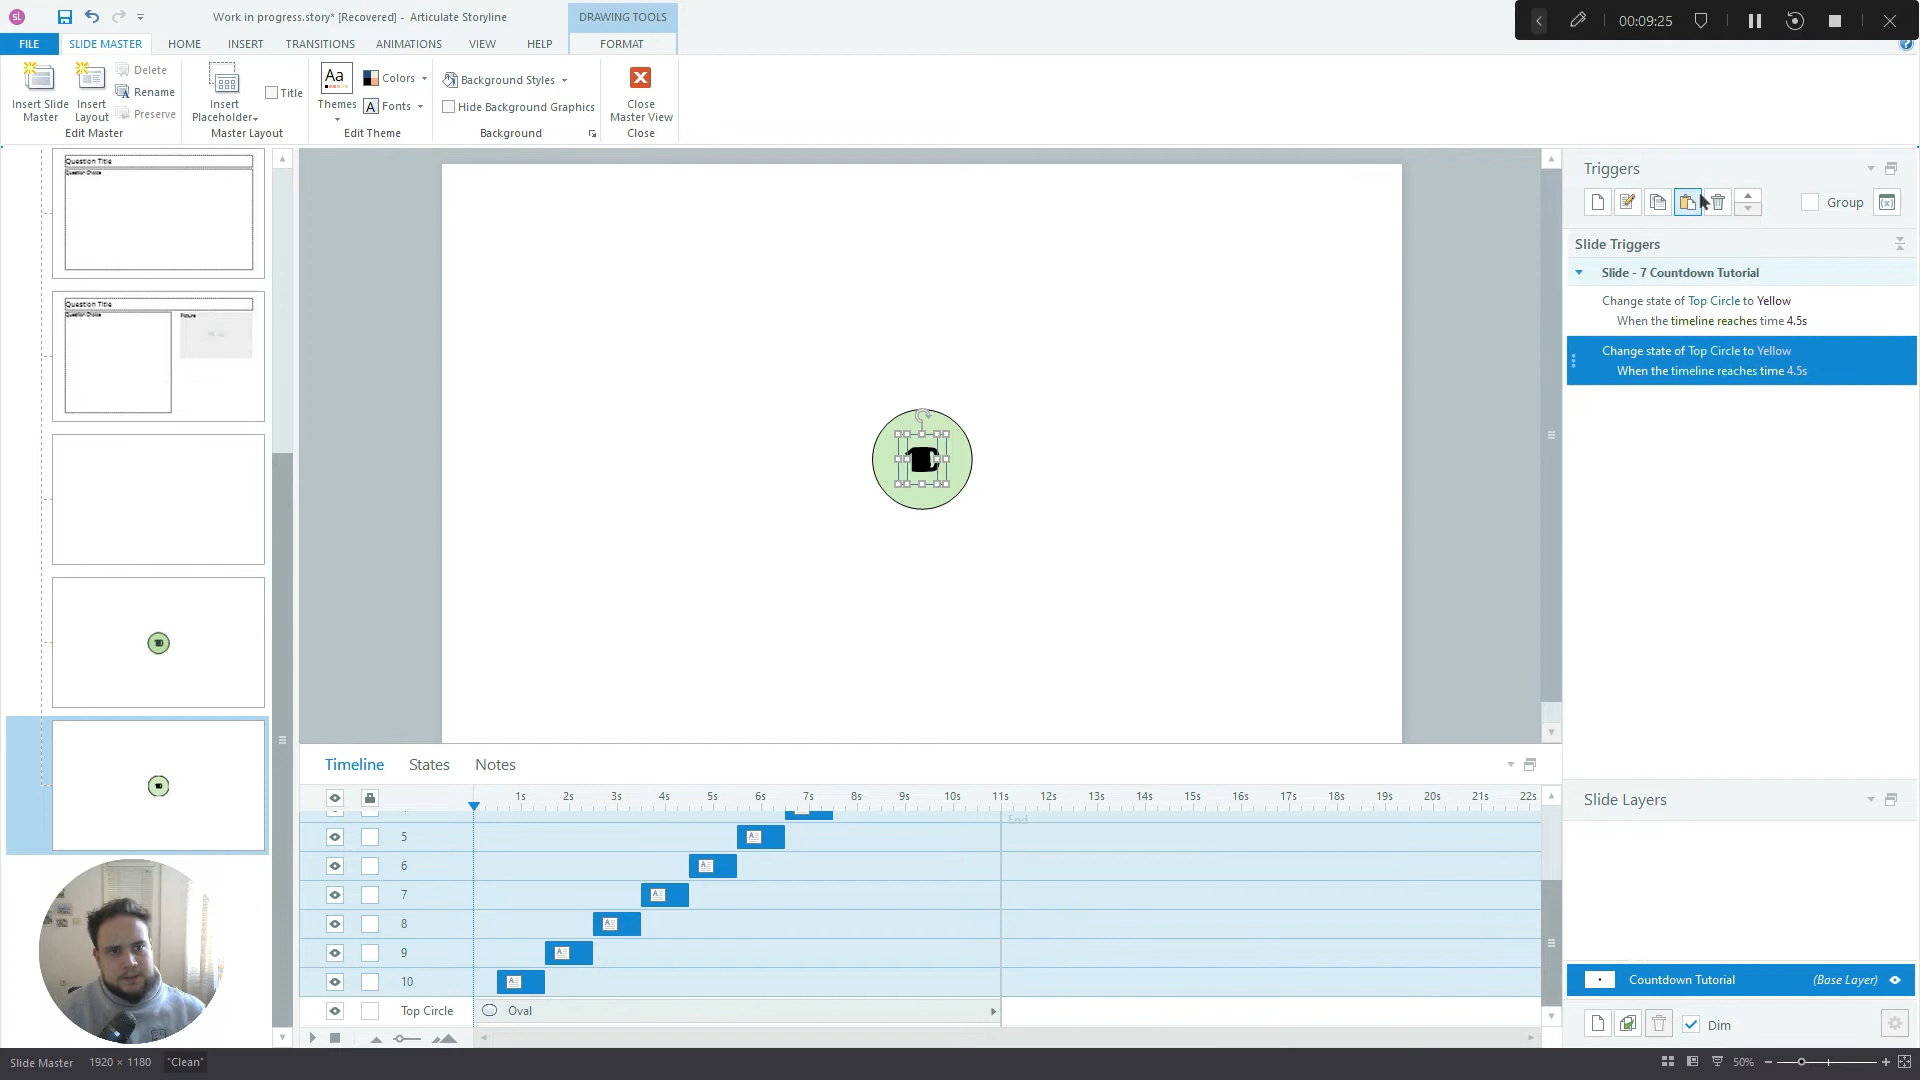 sl
Work in progress.story* [Recovered] - Articulate Storyline
DRAWING TOOLS
00:09:25
FILE SLIDE MASTER HOME INSERT TRANSITIONS ANIMATIONS VIEW HELP FORMAT
Insert Slide Master
Insert Layout
Delete
Rename
Preserve
Edit Master
Insert Placeholder
Title
Master Layout
Aa
Themes
Colors
A Fonts
Edit Theme
Background Styles
Hide Background Graphics
Background
Close Master View
Close
Question Title
Question Choice
Question Title
Question Choice
Picture
Triggers
Group
Slide Triggers
Slide - 7 Countdown Tutorial
Change state of Top Circle to Yellow
When the timeline reaches time 4.5s
Change state of Top Circle to Yellow
When the timeline reaches time 4.5s
Timeline States Notes
1s 2s 3s 4s 5s 6s 7s 8s 9s 10s 11s 12s 13s 14s 15s 16s 17s 18s 19s 20s 21s 22s
End
5
6
7
8
9
10
Top Circle Oval
Slide Layers
Countdown Tutorial (Base Layer)
Dim
Slide Master 1920 × 1180 "Clean"
50%